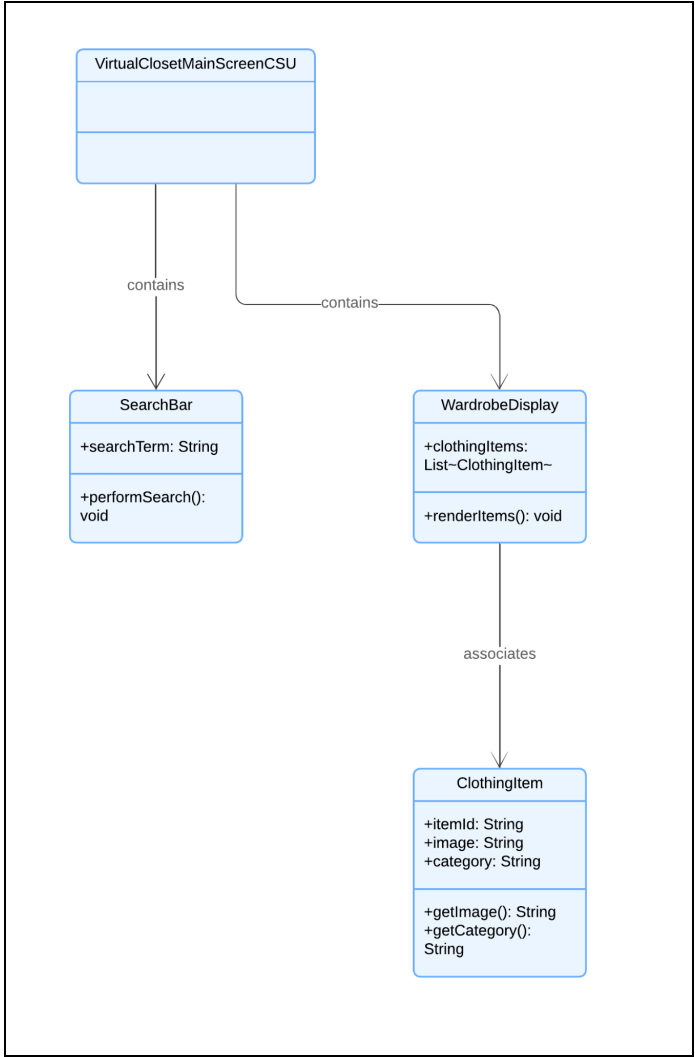 VirtualClosetMainScreenCSU
contains
contains
SearchBar
+searchTerm: String
+performSearch():
void
WardrobeDisplay
+clothingItems:
List~ClothingItem~
+renderItems(): void
associates
ClothingItem
+itemId: String
+image: String
+category: String
+getImage(): String
+getCategory():
String